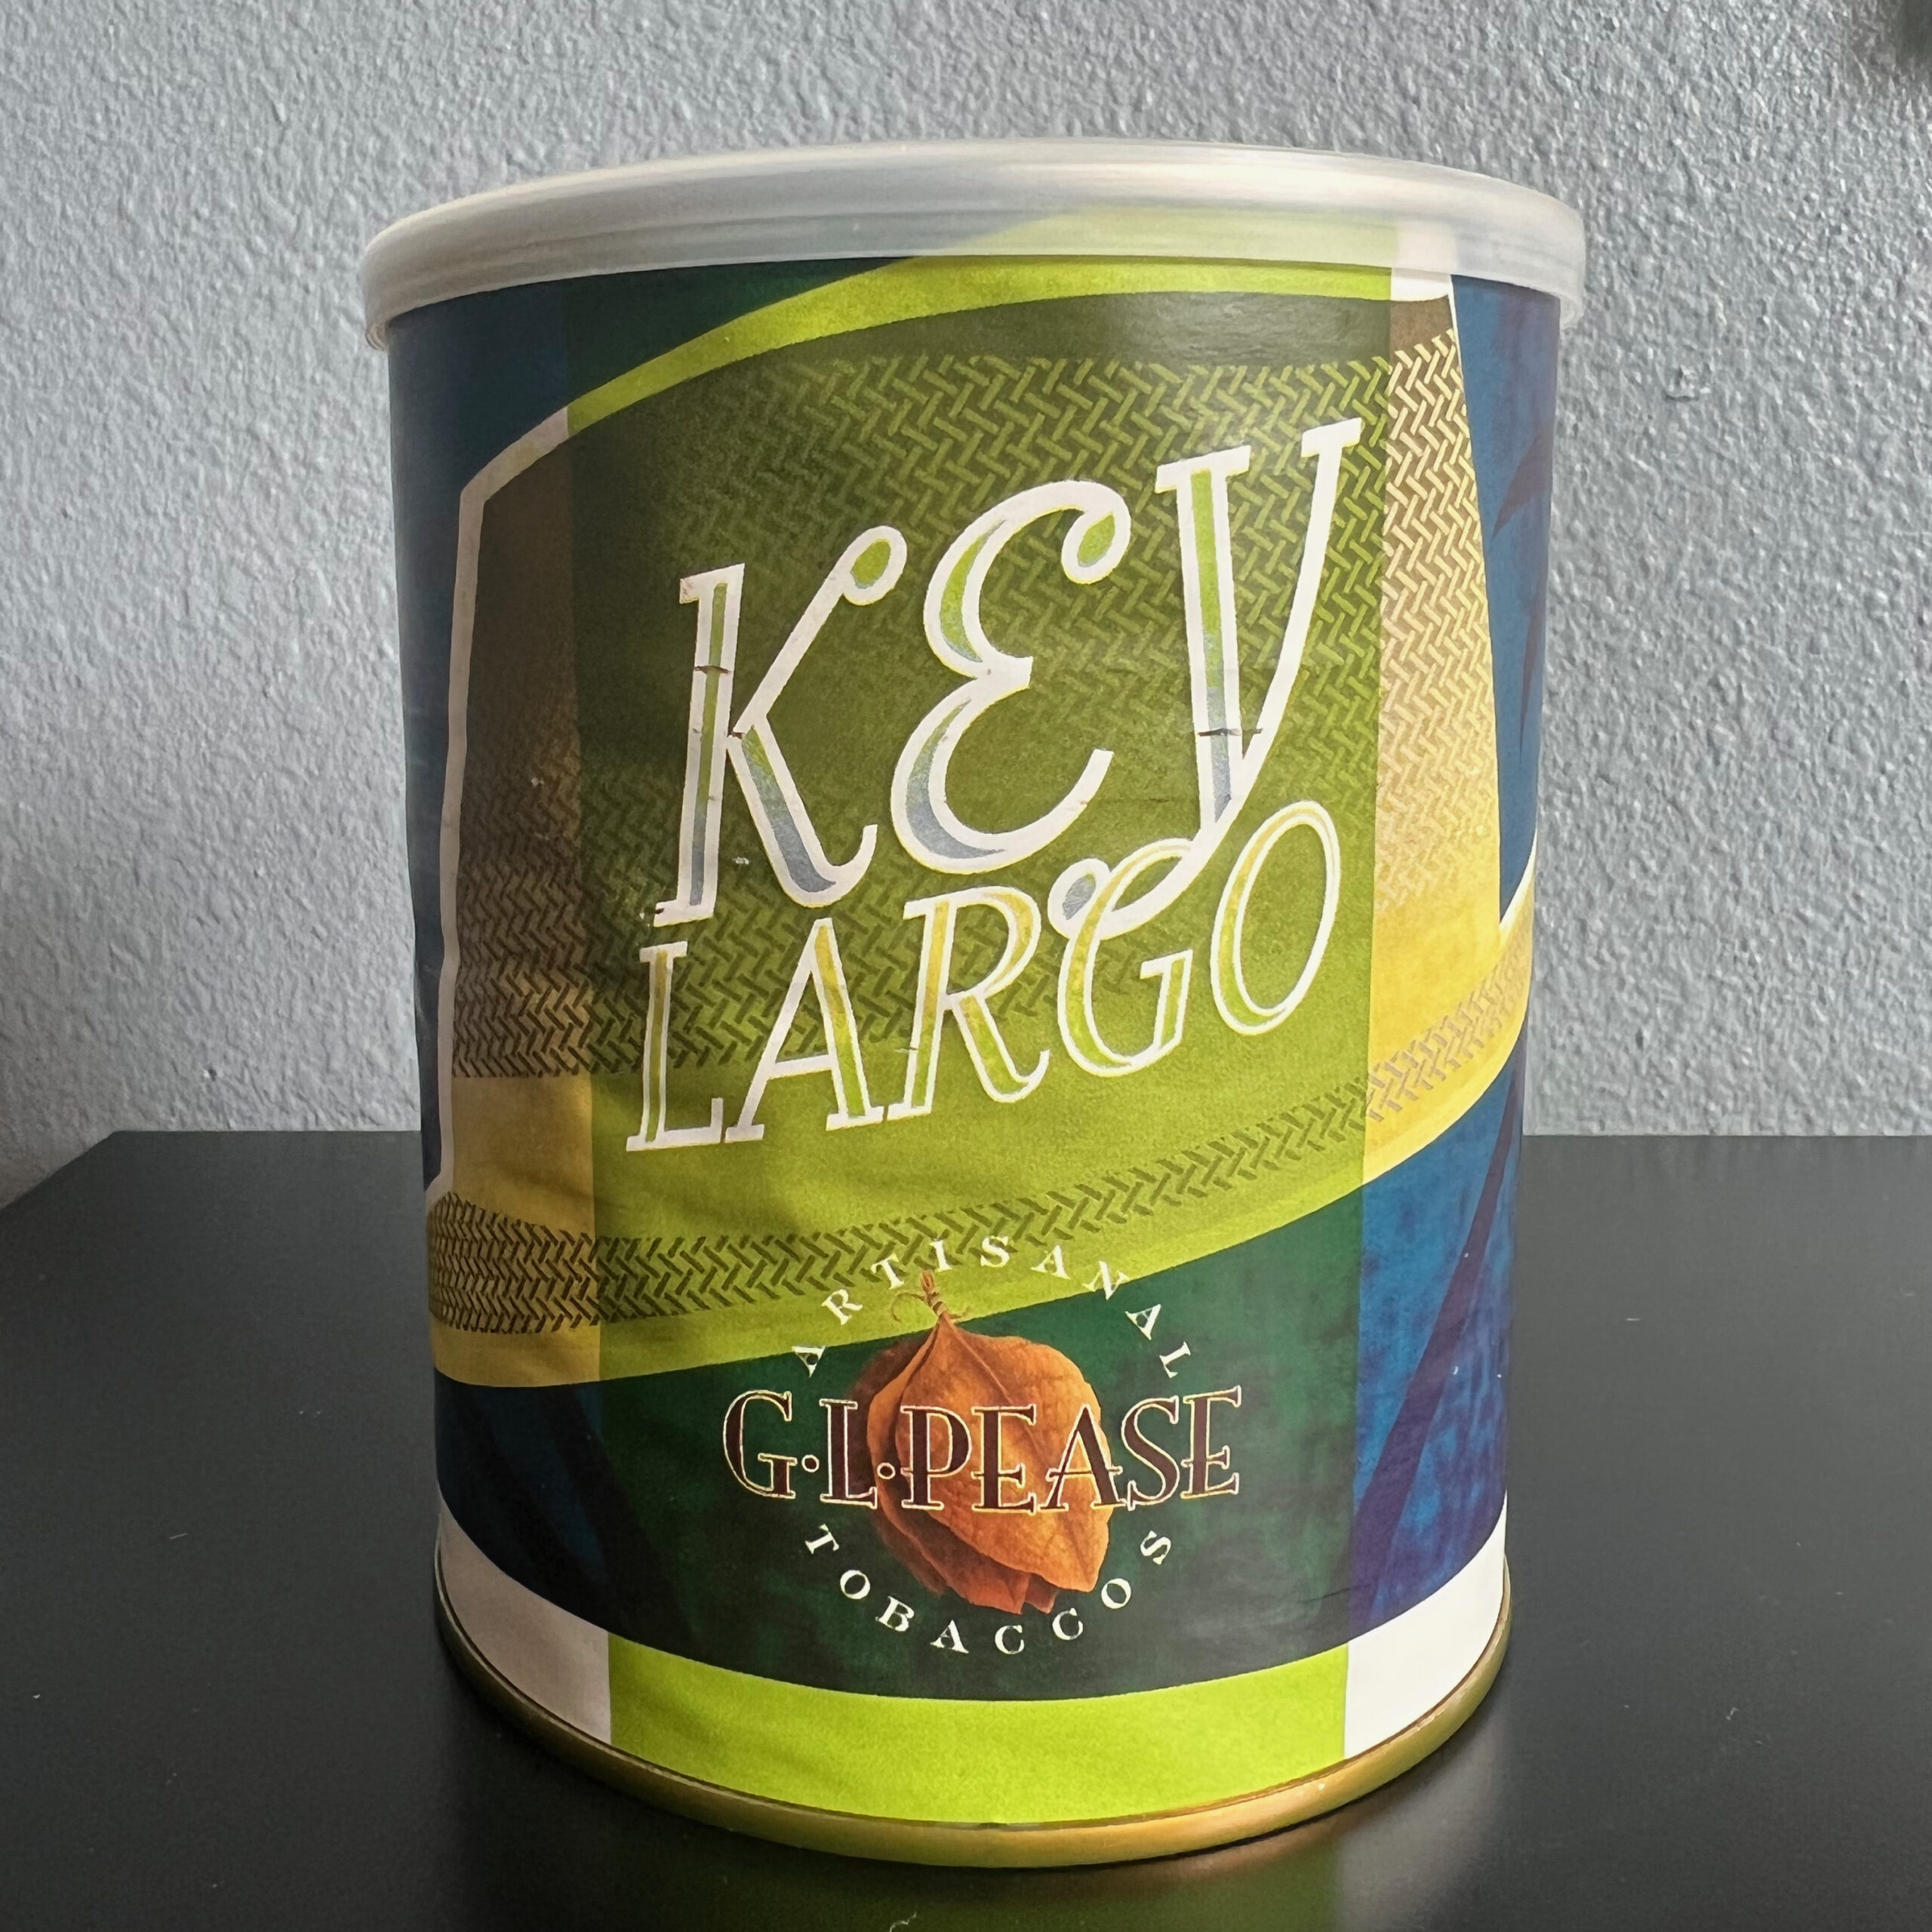 KEY
LARGO
ARTISANAL
G·L·PEASE
TOBACCOS